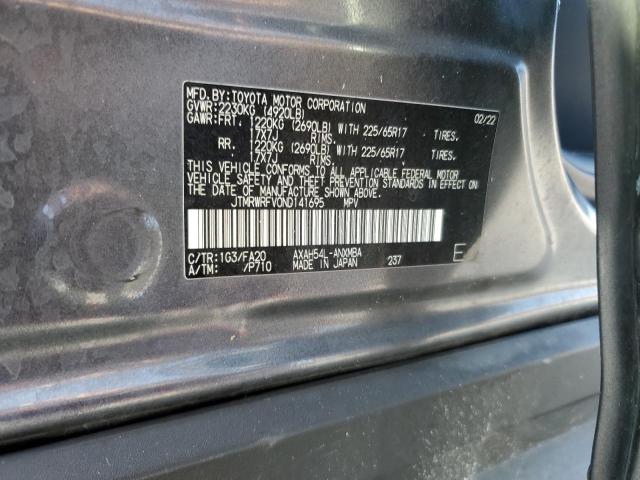 MFD.BY:TOYOTA MOTOR CORPORATION 02/22
GVWR:2230KG (4920LB)
GAWR:FRT. 1220KG (2690LB) WITH 225/65R17 TIRES.
17X7J RIMS.
RR. 1220KG (2690LB) WITH 225/65R17 TIRES.
17X7J RIMS.
THIS VEHICLE CONFORMS TO ALL APPLICABLE FEDERAL MOTOR
VEHICLE SAFETY AND THEFT PREVENTION STANDARDS IN EFFECT ON
THE DATE OF MANUFACTURE SHOWN ABOVE.
JTMRWRFV0ND141695 MPV
C/TR:1G3/FA20 AXAH54L-ANXMBA 237 E
A/TM: /P710 MADE IN JAPAN